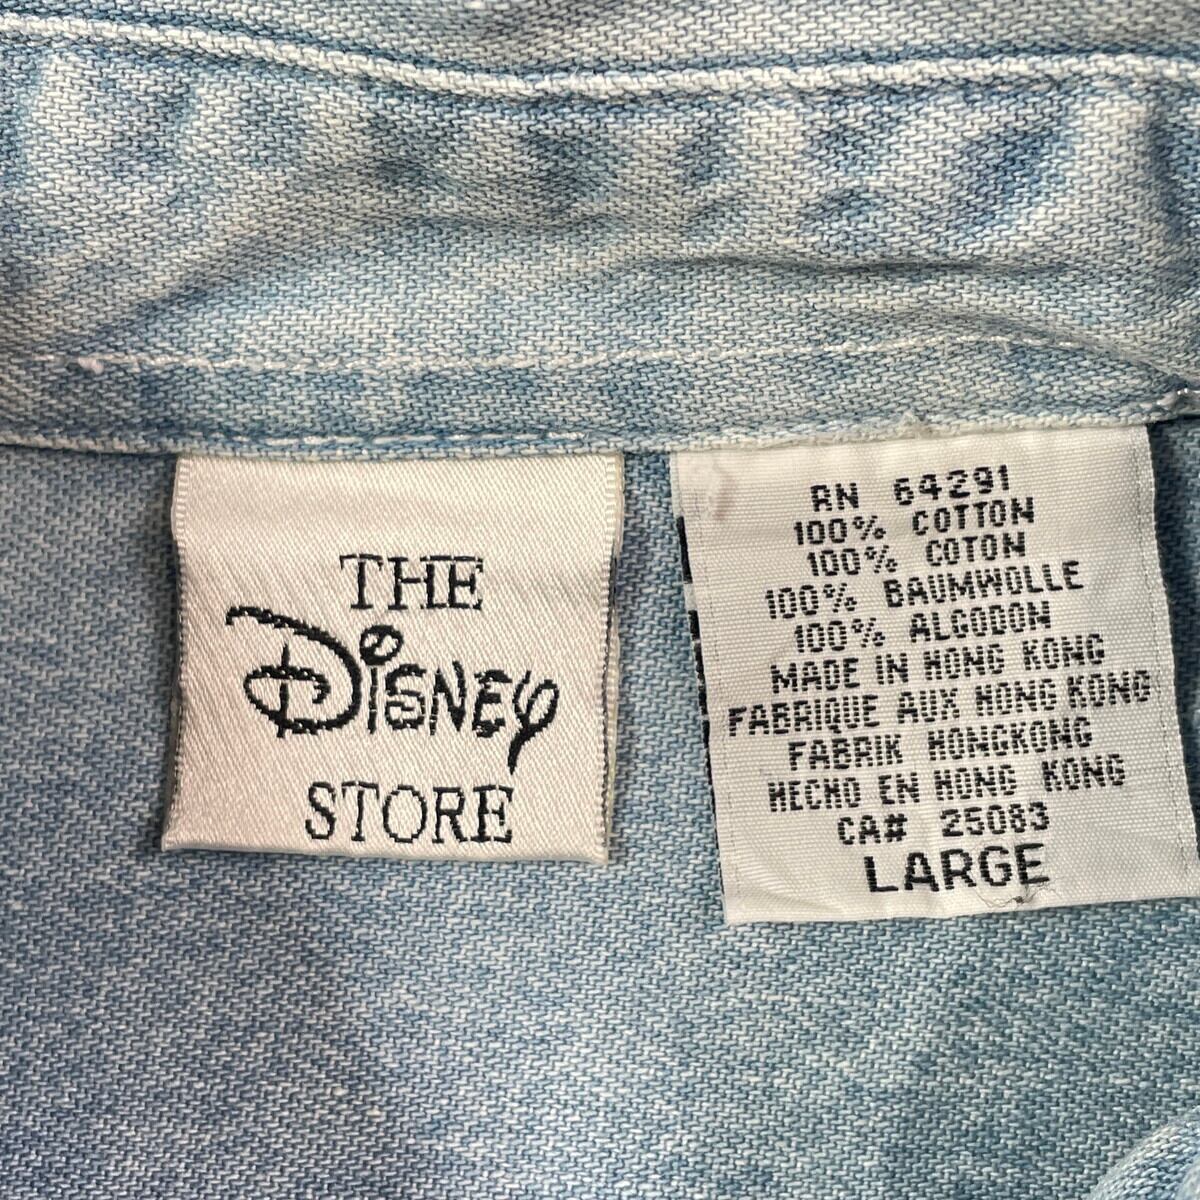 THE
Disney
STORE
RN 64291
100% COTTON
100% COTON
100% BAUMWOLLE
100% ALGODON
MADE IN HONG KONG
FABRIQUE AUX HONG KONG
FABRIK HONGKONG
HECHO EN HONG KONG
CA# 25083
LARGE